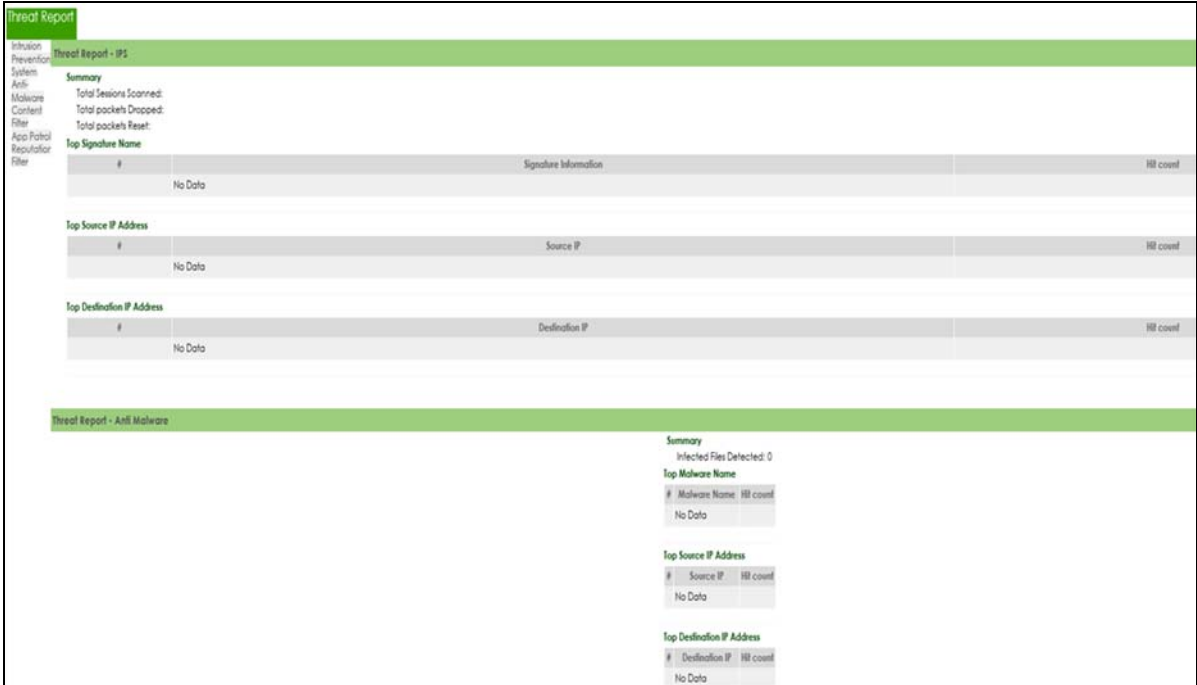 Threat Report
Intrusion
Prevention
System
Anti-
Malware
Content
Filter
App Patrol
Reputation
Filter
Threat Report - IPS
Summary
Total Sessions Scanned:
Total packets Dropped:
Total packets Reset:
Top Signature Name
# Signature Information Hit count
No Data
Top Source IP Address
# Source IP Hit count
No Data
Top Destination IP Address
# Destination IP Hit count
No Data
Threat Report - Anti Malware
Summary
Infected Files Detected: 0
Top Malware Name
# Malware Name Hit count
No Data
Top Source IP Address
# Source IP Hit count
No Data
Top Destination IP Address
# Destination IP Hit count
No Data